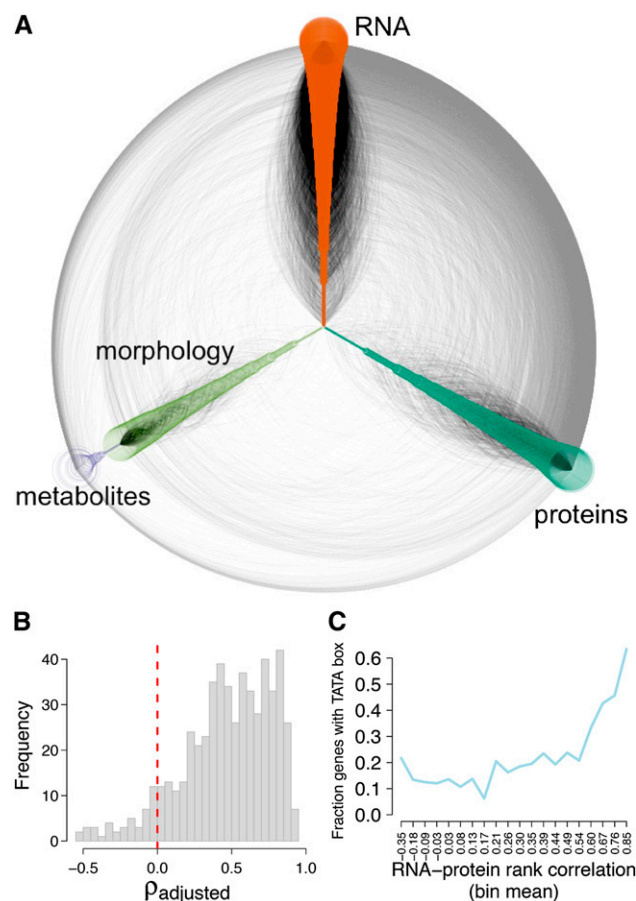 A
RNA
morphology
metabolites
proteins
B
Frequency
40
30
20
10
0
−0.5 0.0 0.5 1.0
ρadjusted
C
Fraction genes with TATA box
0.6
0.5
0.4
0.3
0.2
0.1
0.0
−0.35 −0.18 −0.09 −0.03 0.03 0.08 0.13 0.17 0.21 0.26 0.30 0.35 0.39 0.44 0.49 0.54 0.60 0.67 0.76 0.85
RNA−protein rank correlation
(bin mean)